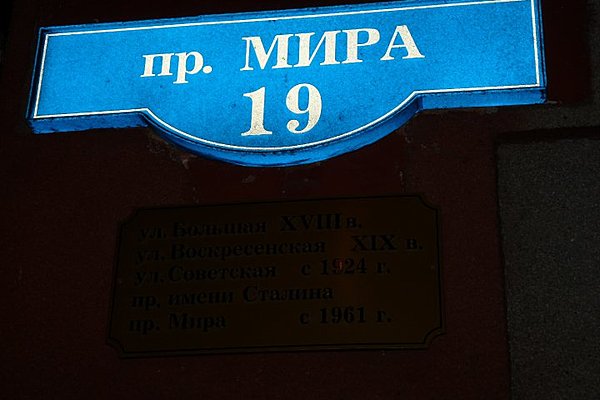 пр. МИРА
19
ул. Большая XVIII в.
ул. Воскресенская XIX в.
ул. Советская с 1924 г.
пр. имени Сталина
пр. Мира с 1961 г.